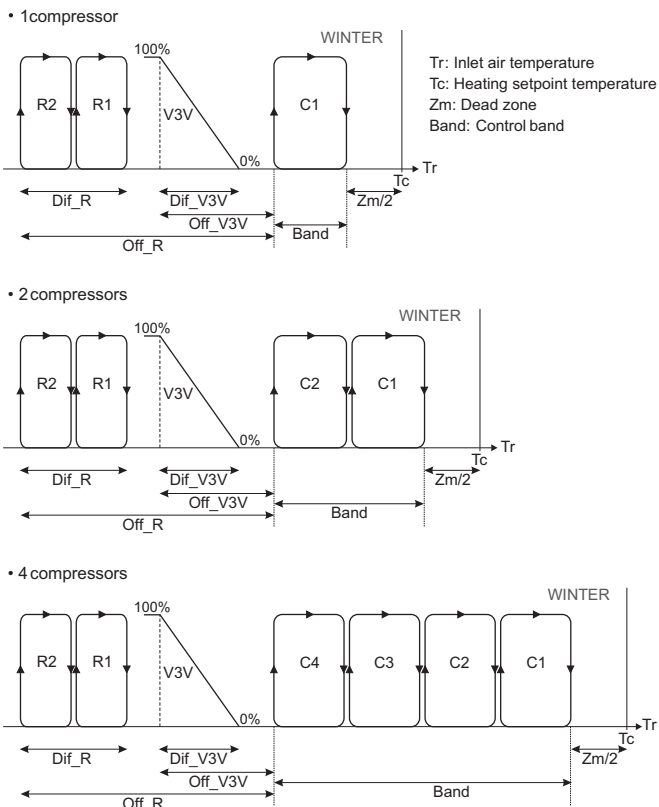 • 1compressor
WINTER
100%
Tr: Inlet air temperature
Tc: Heating setpoint temperature
Zm: Dead zone
Band: Control band
R2 R1 V3V C1
0%
Tr
Tc
Dif_R Dif_V3V Zm/2
Off_V3V
Band
Off_R
• 2compressors
WINTER
100%
R2 R1 V3V C2 C1
0%
Tr
Tc
Dif_R Dif_V3V Zm/2
Off_V3V
Band
Off_R
• 4compressors
WINTER
100%
R2 R1 V3V C4 C3 C2 C1
0%
Tr
Tc
Dif_R Dif_V3V Zm/2
Off_V3V
Band
Off_R